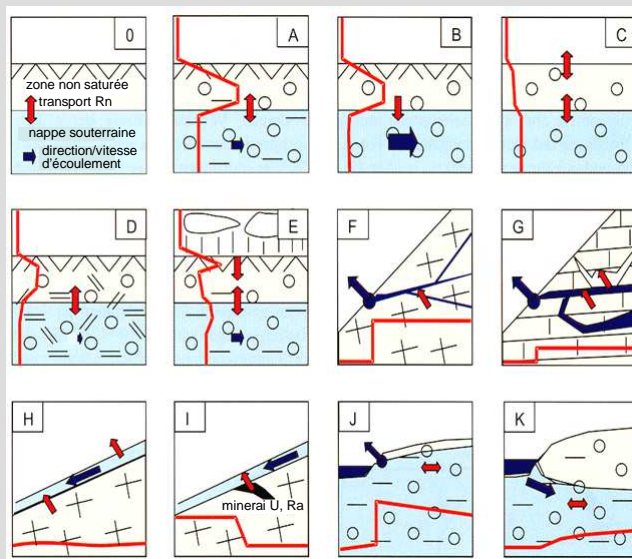 0
zone non saturée
transport Rn
nappe souterraine
direction/vitesse
d'écoulement
A
B
C
D
E
F
G
H
I
minerai U, Ra
J
K